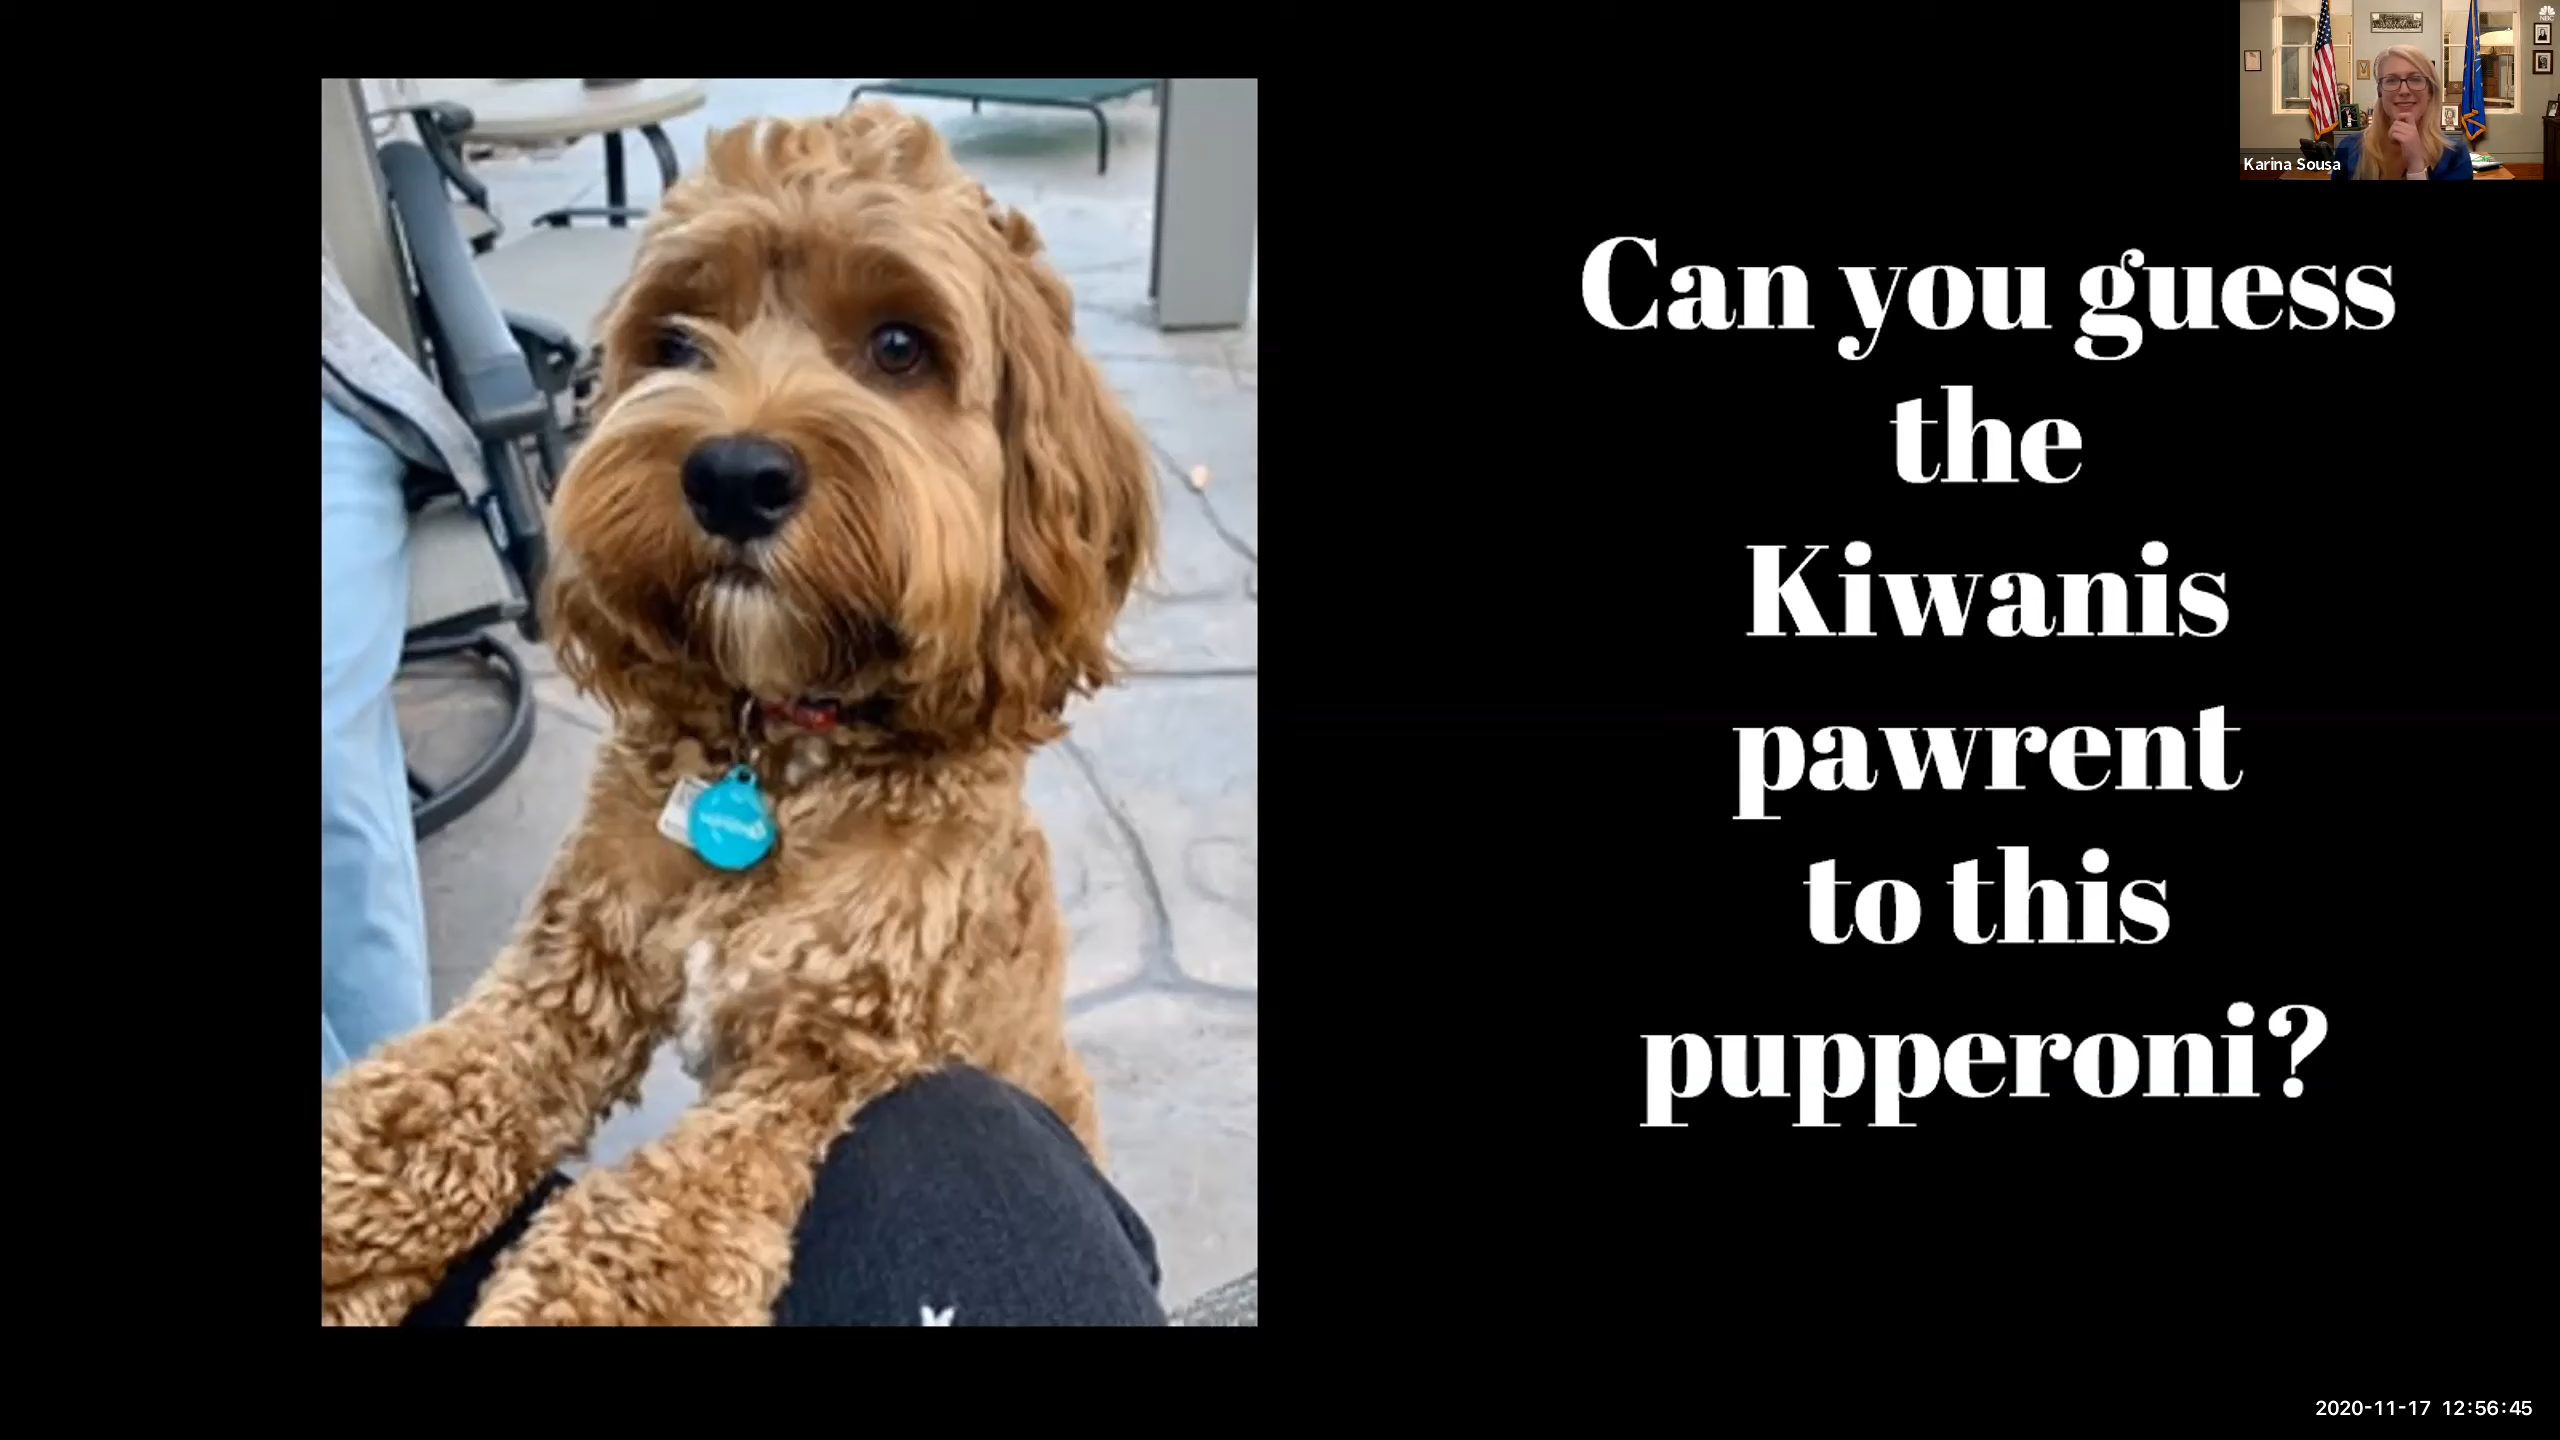 Karina Sousa
Can you guess
the
Kiwanis
pawrent
to this
pupperoni?
2020-11-17 12:56:45